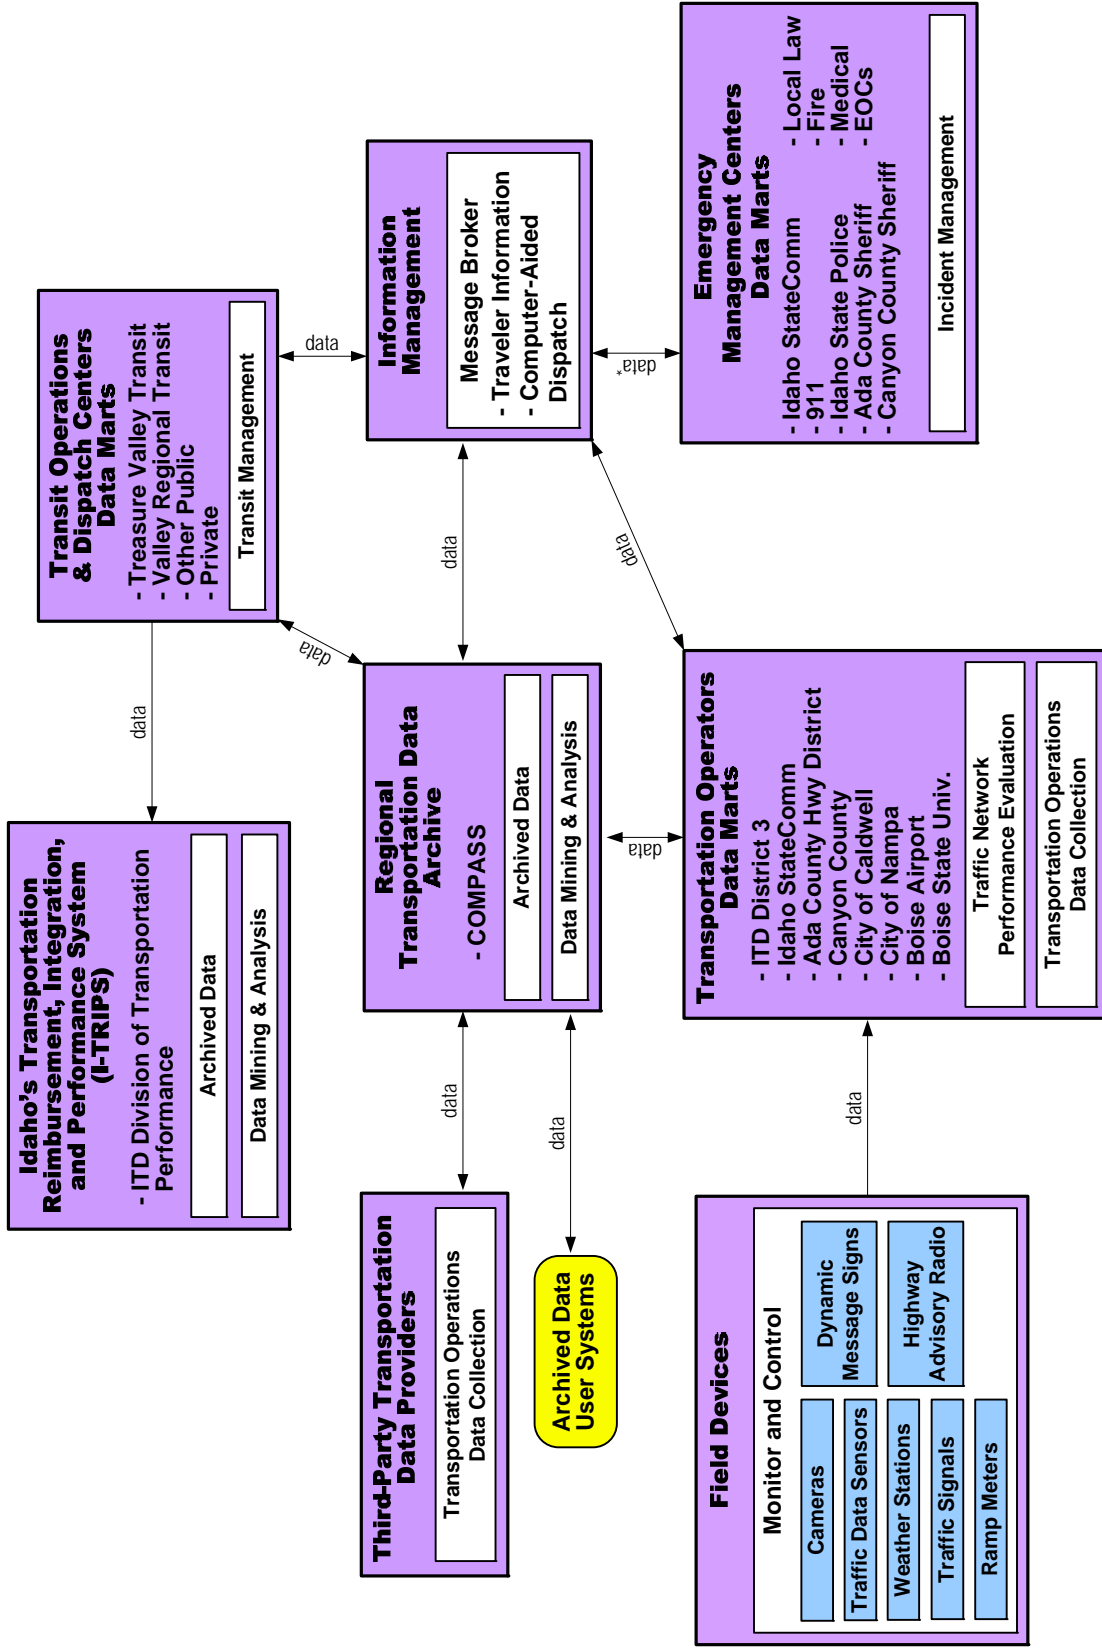 Idaho's Transportation
Reimbursement, Integration,
and Performance System
(I-TRIPS)
- ITD Division of Transportation
Performance
Archived Data
Data Mining & Analysis
data
Transit Operations
& Dispatch Centers
Data Marts
- Treasure Valley Transit
- Valley Regional Transit
- Other Public
- Private
Transit Management
data
data
Third-Party Transportation
Data Providers
Transportation Operations
Data Collection
data
Archived Data
User Systems
data
Regional
Transportation Data
Archive
- COMPASS
Archived Data
Data Mining & Analysis
data
Information
Management
Message Broker
- Traveler Information
- Computer-Aided
Dispatch
data
data
data*
Field Devices
Monitor and Control
Cameras
Traffic Data Sensors
Weather Stations
Traffic Signals
Ramp Meters
Dynamic
Message Signs
Highway
Advisory Radio
data
Transportation Operators
Data Marts
- ITD District 3
- Idaho StateComm
- Ada County Hwy District
- Canyon County
- City of Caldwell
- City of Nampa
- Boise Airport
- Boise State Univ.
Traffic Network
Performance Evaluation
Transportation Operations
Data Collection
Emergency
Management Centers
Data Marts
- Idaho StateComm
- 911
- Idaho State Police
- Ada County Sheriff
- Canyon County Sheriff
- Local Law
- Fire
- Medical
- EOCs
Incident Management